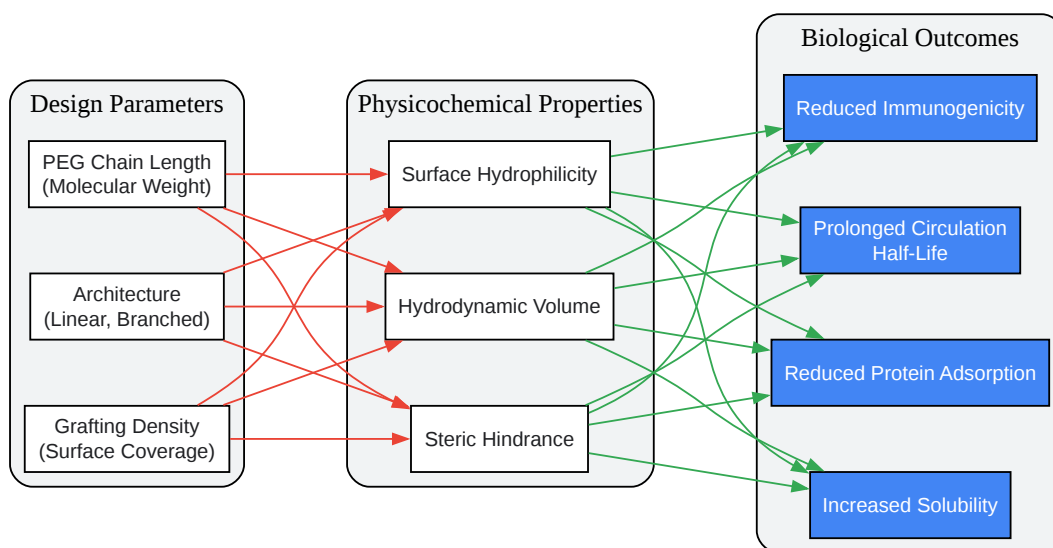 Design Parameters
PEG Chain Length
(Molecular Weight)
Architecture
(Linear, Branched)
Grafting Density
(Surface Coverage)
Physicochemical Properties
Surface Hydrophilicity
Hydrodynamic Volume
Steric Hindrance
Biological Outcomes
Reduced Immunogenicity
Prolonged Circulation
Half-Life
Reduced Protein Adsorption
Increased Solubility